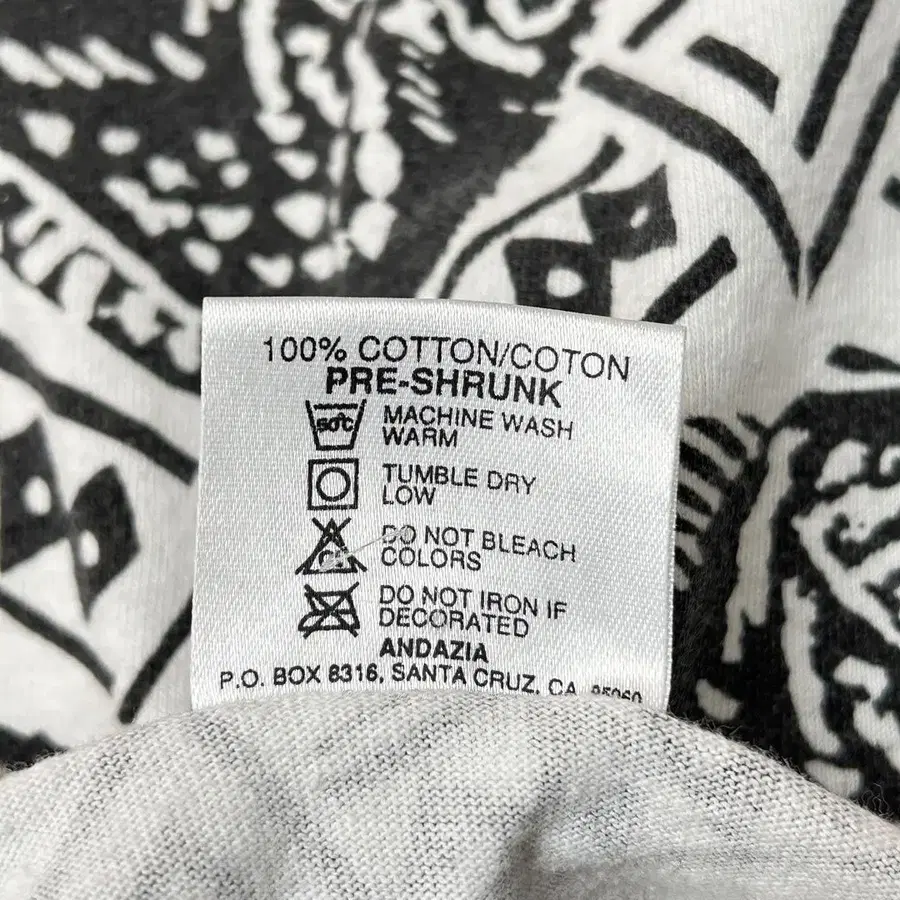 100% COTTON/COTON
PRE-SHRUNK
50°C
MACHINE WASH
WARM
TUMBLE DRY
LOW
DO NOT BLEACH
COLORS
DO NOT IRON IF
DECORATED
ANDAZIA
P.O. BOX 8316, SANTA CRUZ, CA